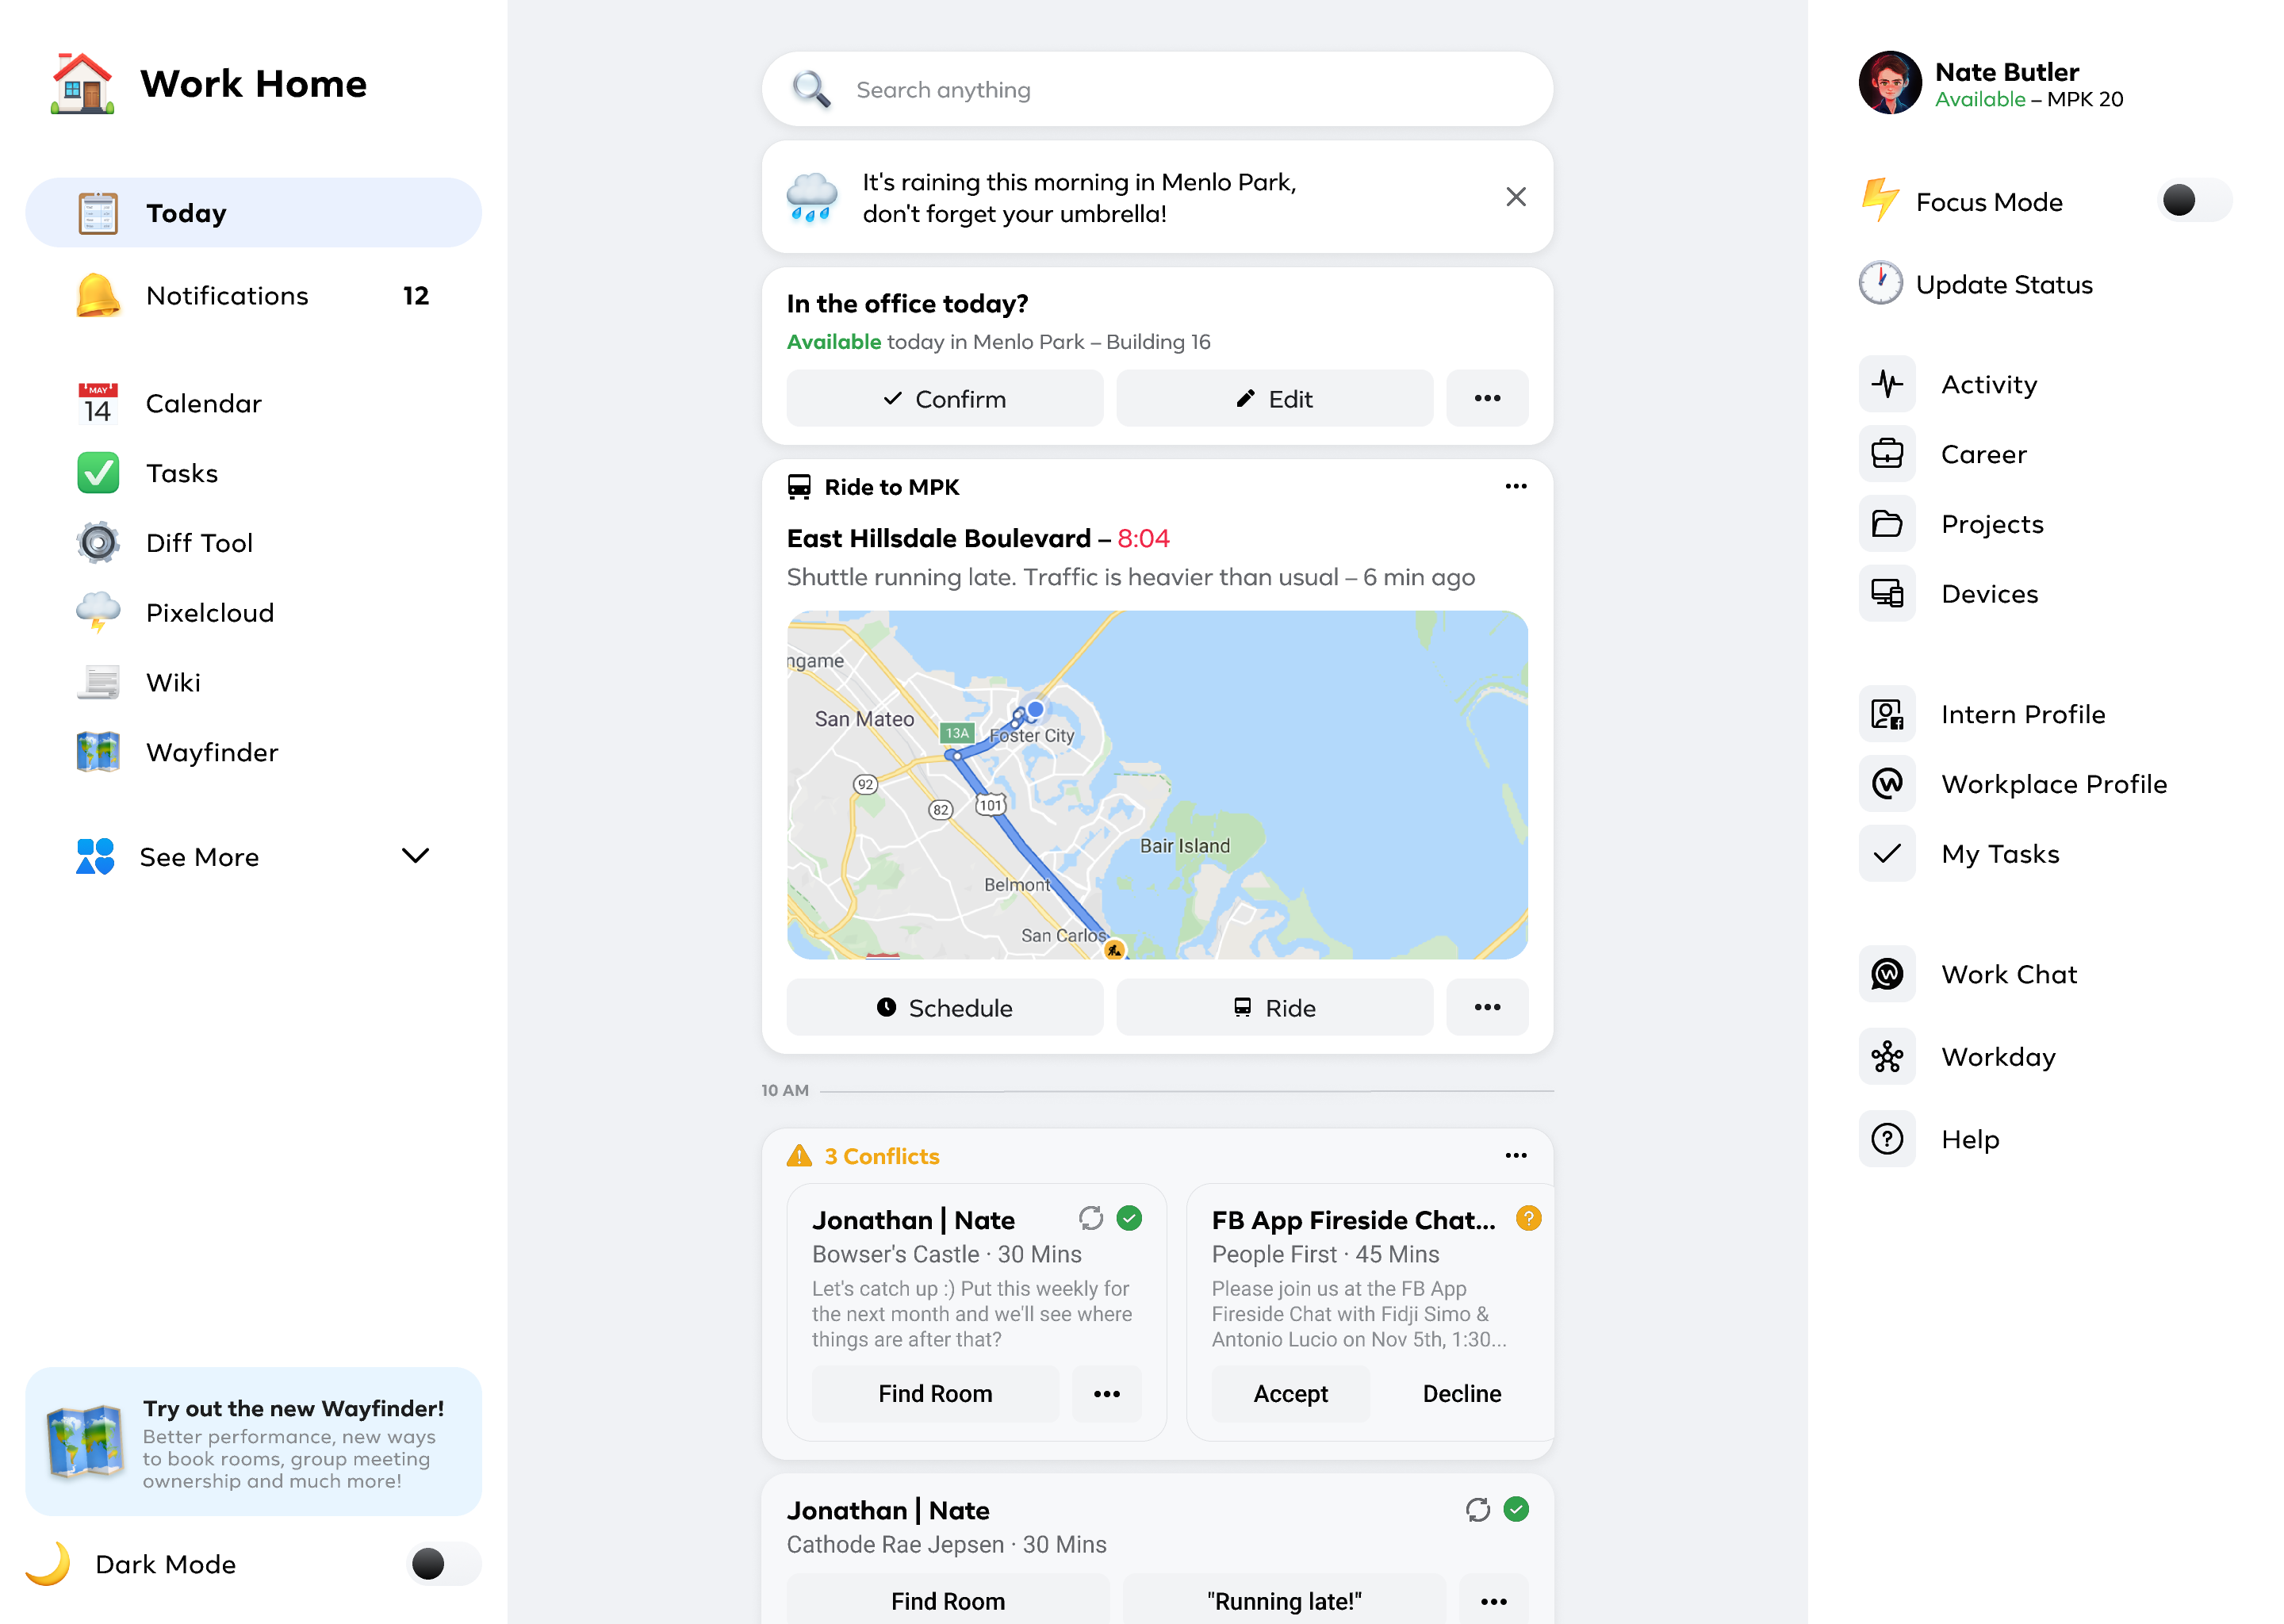 Work Home
Today
Notifications 12
MAY
14
Calendar
Tasks
Diff Tool
Pixelcloud
Wiki
Wayfinder
See More
Try out the new Wayfinder!
Better performance, new ways
to book rooms, group meeting
ownership and much more!
Dark Mode
Search anything
It's raining this morning in Menlo Park,
don't forget your umbrella!
In the office today?
Available today in Menlo Park – Building 16
Confirm
Edit
Ride to MPK
East Hillsdale Boulevard – 8:04
Shuttle running late. Traffic is heavier than usual – 6 min ago
ngame
San Mateo
13A
Foster City
92
82
101
Bair Island
Belmont
San Carlos
Schedule
Ride
10 AM
3 Conflicts
Jonathan | Nate
Bowser's Castle · 30 Mins
Let's catch up :) Put this weekly for
the next month and we'll see where
things are after that?
Find Room
FB App Fireside Chat...
People First · 45 Mins
Please join us at the FB App
Fireside Chat with Fidji Simo &
Antonio Lucio on Nov 5th, 1:30...
Accept
Decline
Jonathan | Nate
Cathode Rae Jepsen · 30 Mins
Find Room
"Running late!"
Nate Butler
Available – MPK 20
Focus Mode
Update Status
Activity
Career
Projects
Devices
Intern Profile
Workplace Profile
My Tasks
Work Chat
Workday
Help